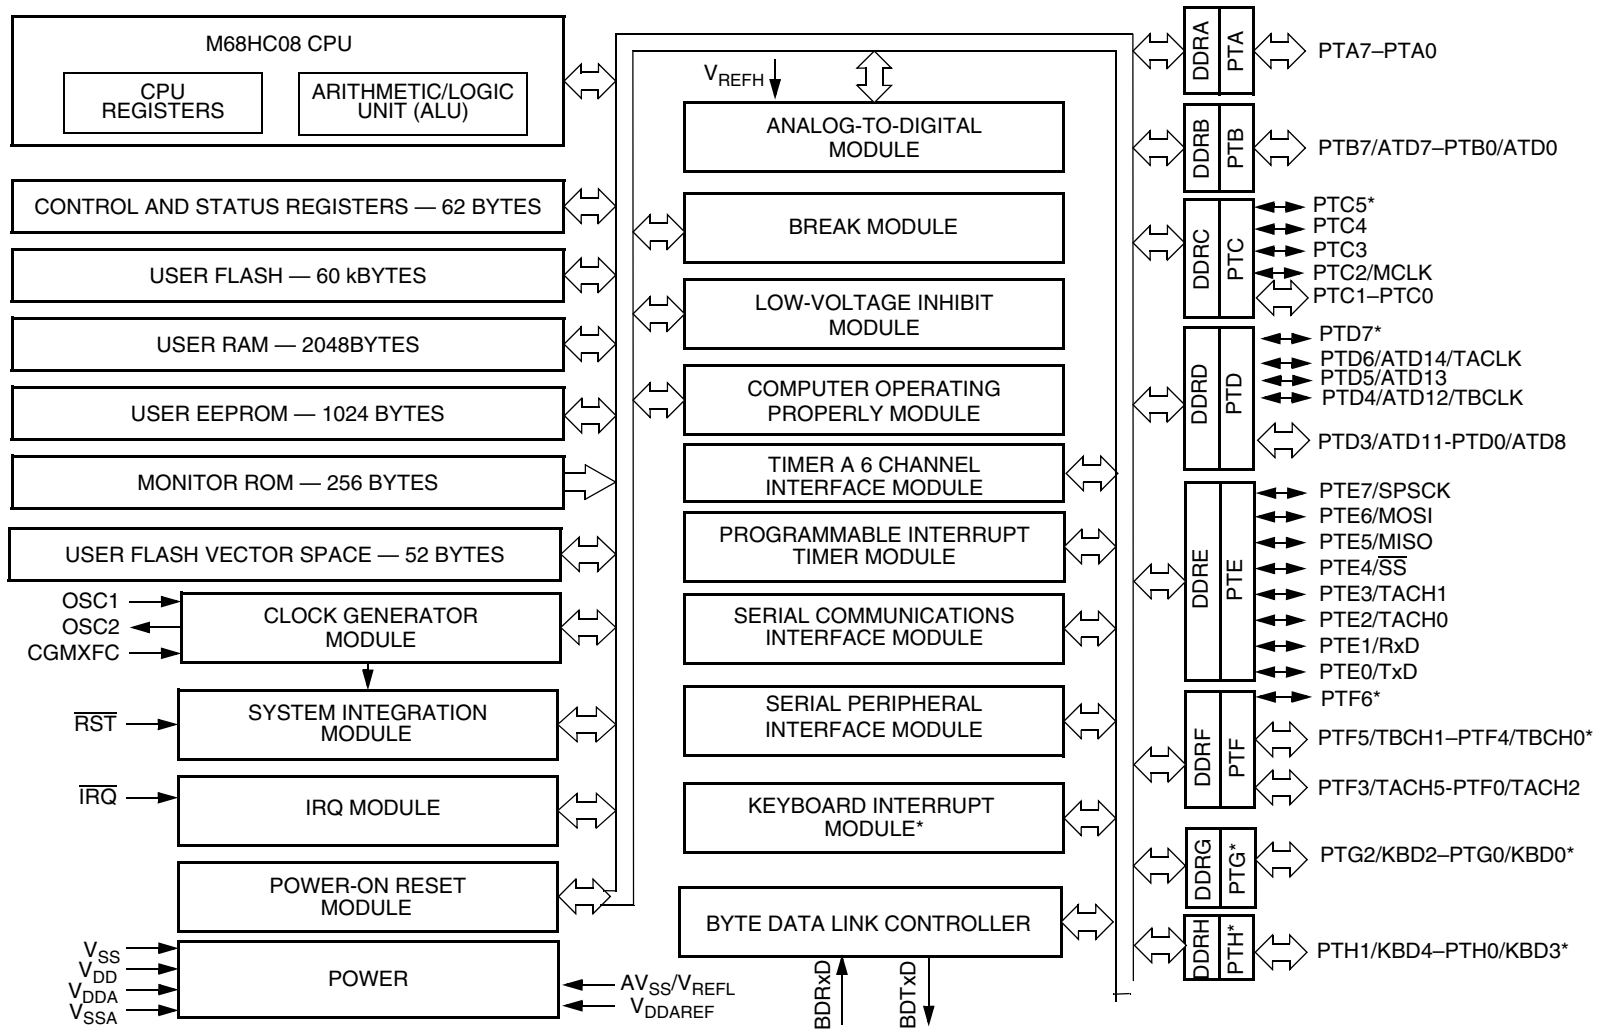 M68HC08 CPU
CPU
REGISTERS
ARITHMETIC/LOGIC
UNIT (ALU)
CONTROL AND STATUS REGISTERS — 62 BYTES
USER FLASH — 60 kBYTES
USER RAM — 2048BYTES
USER EEPROM — 1024 BYTES
MONITOR ROM — 256 BYTES
USER FLASH VECTOR SPACE — 52 BYTES
OSC1
OSC2
CGMXFC
CLOCK GENERATOR
MODULE
RST
SYSTEM INTEGRATION
MODULE
IRQ
IRQ MODULE
POWER-ON RESET
MODULE
VSS
VDD
VDDA
VSSA
POWER
AVSS/VREFL
VDDAREF
VREFH
ANALOG-TO-DIGITAL
MODULE
BREAK MODULE
LOW-VOLTAGE INHIBIT
MODULE
COMPUTER OPERATING
PROPERLY MODULE
TIMER A 6 CHANNEL
INTERFACE MODULE
PROGRAMMABLE INTERRUPT
TIMER MODULE
SERIAL COMMUNICATIONS
INTERFACE MODULE
SERIAL PERIPHERAL
INTERFACE MODULE
KEYBOARD INTERRUPT
MODULE*
BYTE DATA LINK CONTROLLER
BDRxD
BDTxD
DDRA
PTA
PTA7–PTA0
DDRB
PTB
PTB7/ATD7–PTB0/ATD0
DDRC
PTC
PTC5*
PTC4
PTC3
PTC2/MCLK
PTC1–PTC0
DDRD
PTD
PTD7*
PTD6/ATD14/TACLK
PTD5/ATD13
PTD4/ATD12/TBCLK
PTD3/ATD11-PTD0/ATD8
DDRE
PTE
PTE7/SPSCK
PTE6/MOSI
PTE5/MISO
PTE4/SS
PTE3/TACH1
PTE2/TACH0
PTE1/RxD
PTE0/TxD
DDRF
PTF
PTF6*
PTF5/TBCH1–PTF4/TBCH0*
PTF3/TACH5-PTF0/TACH2
DDRG
PTG*
PTG2/KBD2–PTG0/KBD0*
DDRH
PTH*
PTH1/KBD4–PTH0/KBD3*